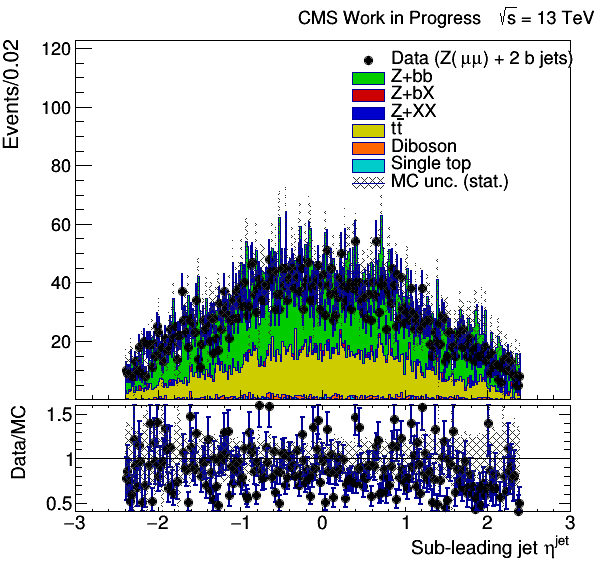 CMS Work in Progress √s = 13 TeV
Events/0.02
120
100
80
60
40
20
Data (Z(μμ) + 2 b jets)
Z+bb
Z+bX
Z+XX
tt̄
Diboson
Single top
MC unc. (stat.)
Data/MC
1.5
1
0.5
−3 −2 −1 0 1 2 3
Sub-leading jet η^jet